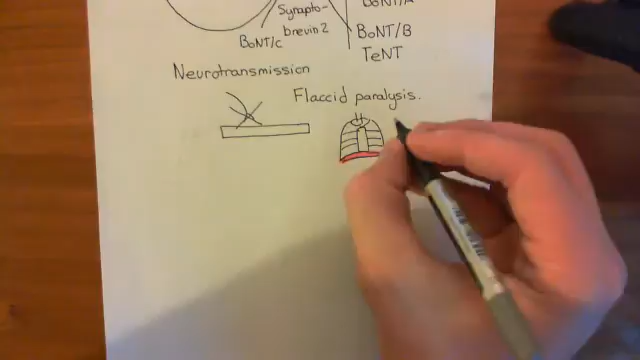 BoNT/A
Synapto-
brevin 2
BoNT/B
BoNT/C
TeNT
Neurotransmission
Flaccid paralysis.